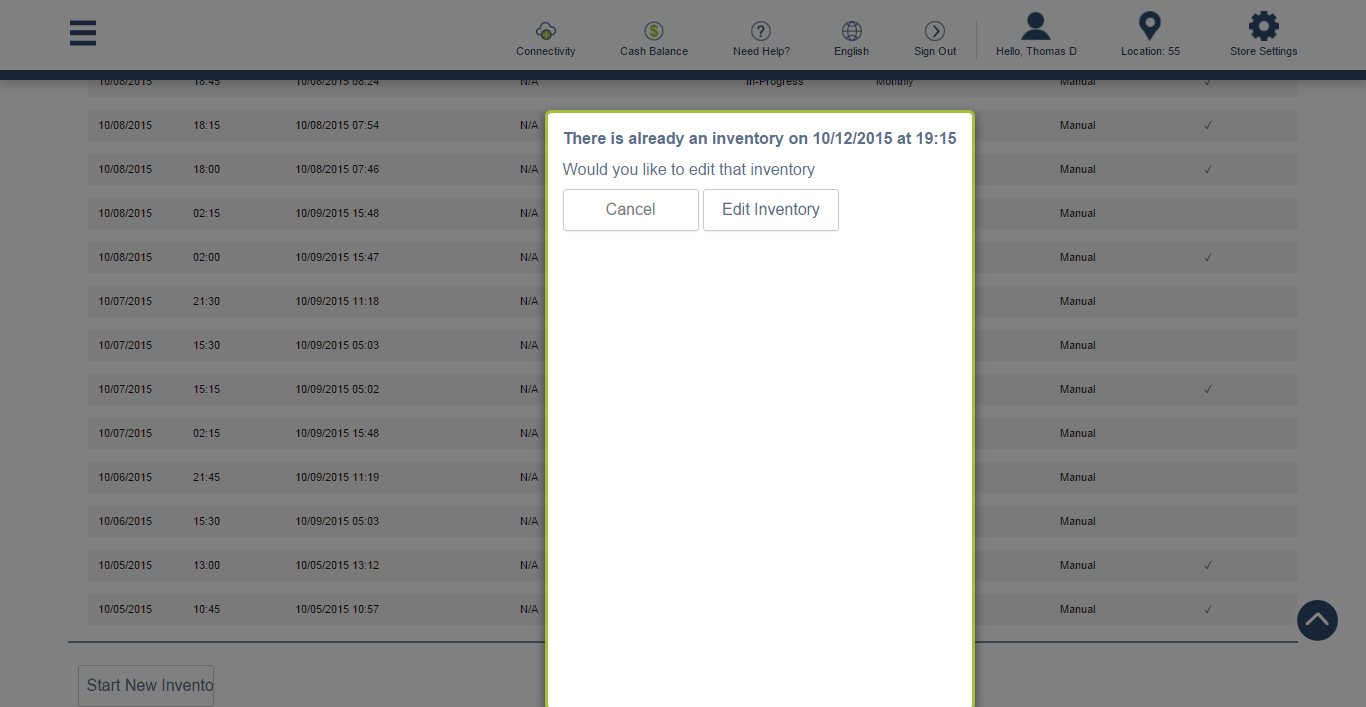 Connectivity Cash Balance Need Help? English Sign Out Hello, Thomas D Location: 55 Store Settings
10/08/2015 18:45 10/08/2015 08:24 N/A In-Progress Monthly Manual ✓
10/08/2015 18:15 10/08/2015 07:54 N/A Manual ✓
There is already an inventory on 10/12/2015 at 19:15
Would you like to edit that inventory
10/08/2015 18:00 10/08/2015 07:46 N/A Manual ✓
Cancel Edit Inventory
10/08/2015 02:15 10/09/2015 15:48 N/A Manual
10/08/2015 02:00 10/09/2015 15:47 N/A Manual ✓
10/07/2015 21:30 10/09/2015 11:18 N/A Manual
10/07/2015 15:30 10/09/2015 05:03 N/A Manual
10/07/2015 15:15 10/09/2015 05:02 N/A Manual ✓
10/07/2015 02:15 10/09/2015 15:48 N/A Manual
10/06/2015 21:45 10/09/2015 11:19 N/A Manual
10/06/2015 15:30 10/09/2015 05:03 N/A Manual
10/05/2015 13:00 10/05/2015 13:12 N/A Manual ✓
10/05/2015 10:45 10/05/2015 10:57 N/A Manual ✓
Start New Invento